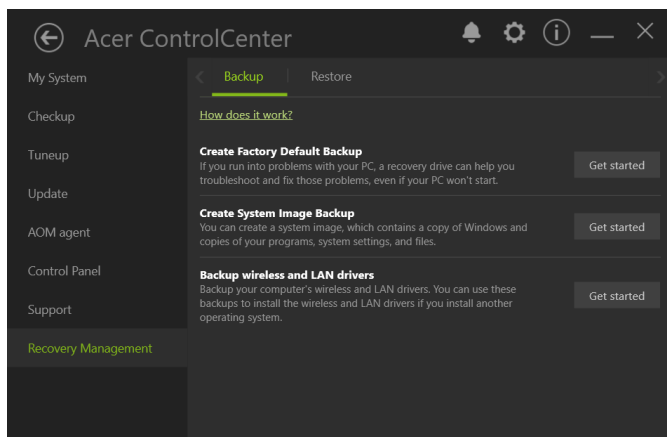 Acer ControlCenter
My System
Checkup
Tuneup
Update
AOM agent
Control Panel
Support
Recovery Management
Backup
Restore
How does it work?
Create Factory Default Backup
If you run into problems with your PC, a recovery drive can help you
troubleshoot and fix those problems, even if your PC won't start.
Get started
Create System Image Backup
You can create a system image, which contains a copy of Windows and
copies of your programs, system settings, and files.
Get started
Backup wireless and LAN drivers
Backup your computer's wireless and LAN drivers. You can use these
backups to install the wireless and LAN drivers if you install another
operating system.
Get started